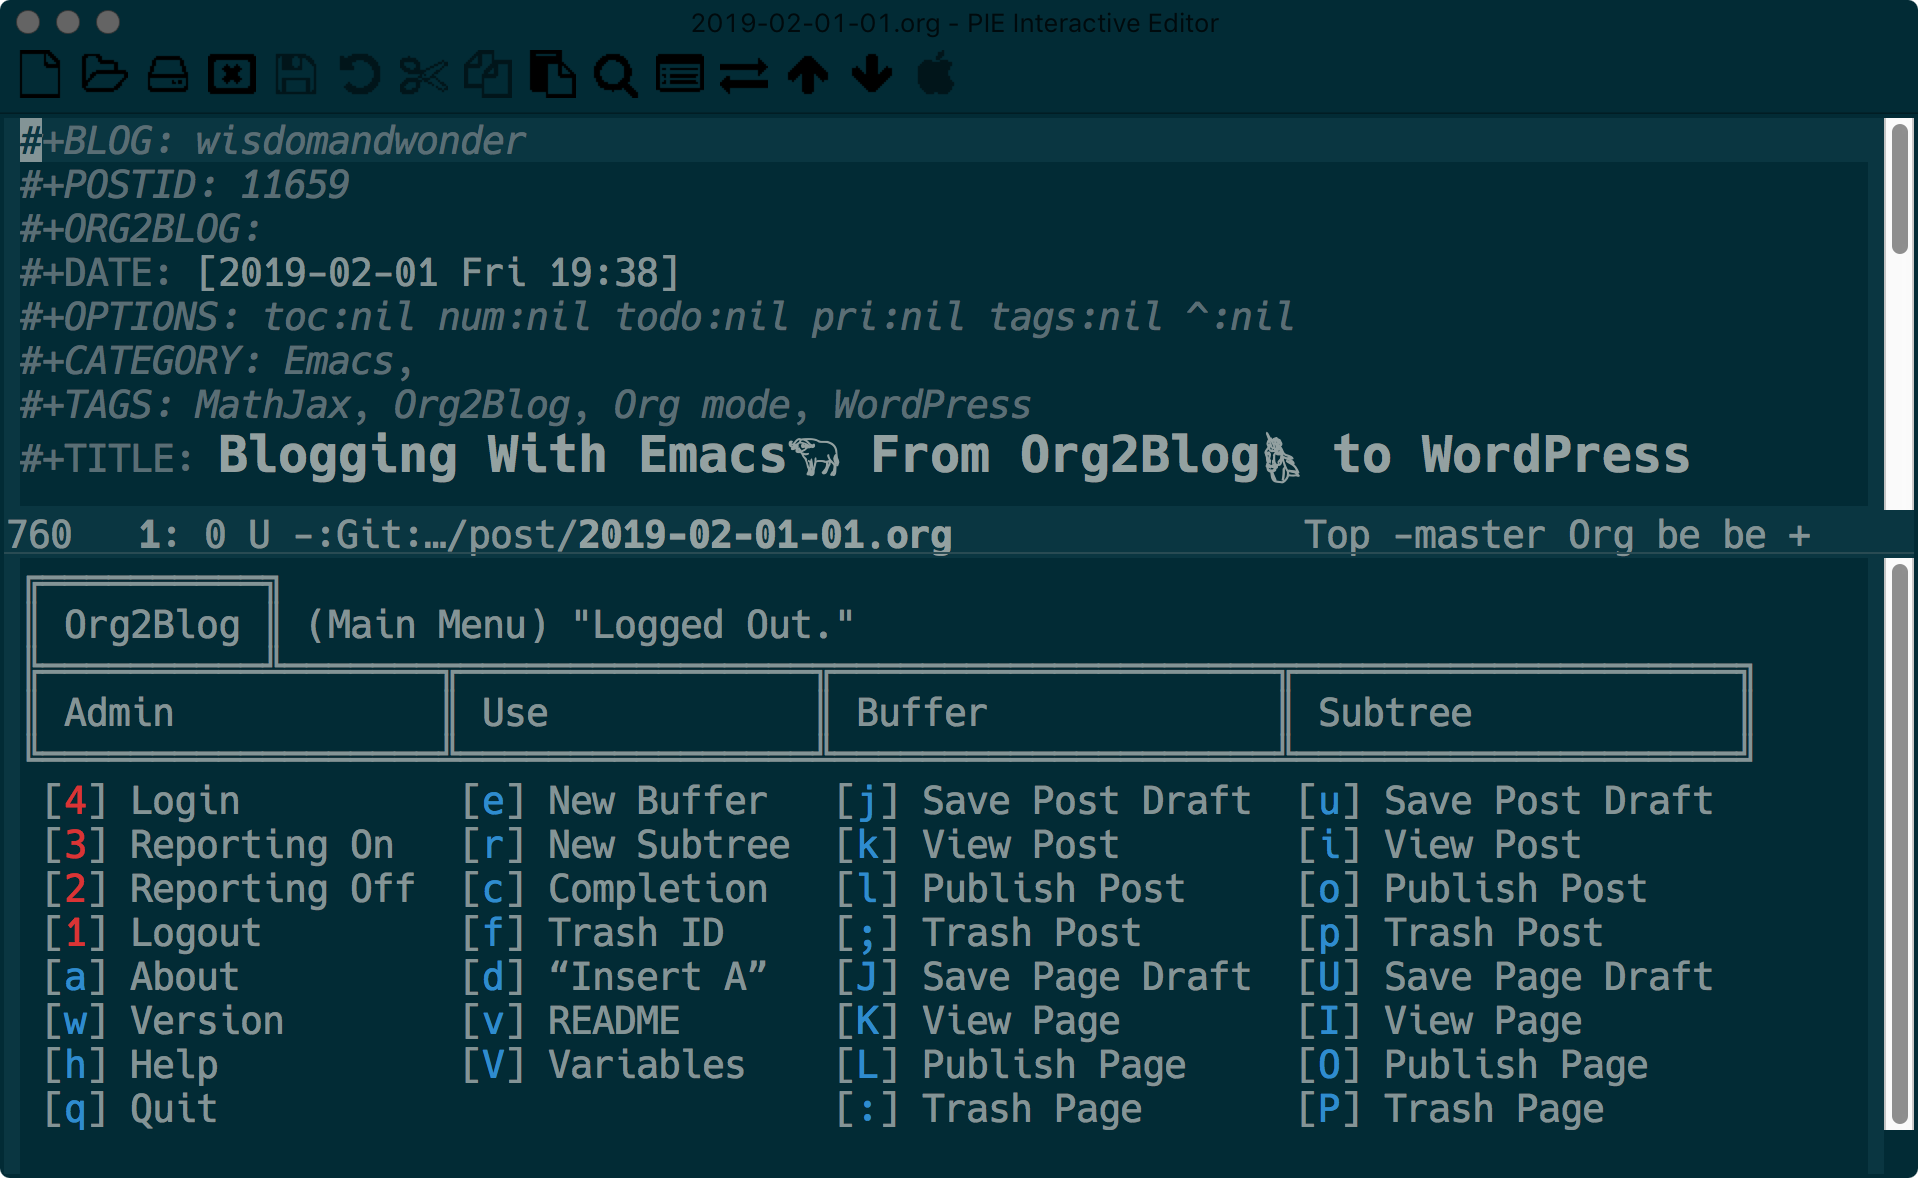 2019-02-01-01.org - PIE Interactive Editor
#+BLOG: wisdomandwonder
#+POSTID: 11659
#+ORG2BLOG:
#+DATE: [2019-02-01 Fri 19:38]
#+OPTIONS: toc:nil num:nil todo:nil pri:nil tags:nil ^:nil
#+CATEGORY: Emacs,
#+TAGS: MathJax, Org2Blog, Org mode, WordPress
#+TITLE: Blogging With Emacs🐃 From Org2Blog🦄 to WordPress
760 1: 0 U -:Git:…/post/2019-02-01-01.org Top -master Org be be +
Org2Blog (Main Menu) "Logged Out."
Admin Use Buffer Subtree
[4] Login [e] New Buffer [j] Save Post Draft [u] Save Post Draft
[3] Reporting On [r] New Subtree [k] View Post [i] View Post
[2] Reporting Off [c] Completion [l] Publish Post [o] Publish Post
[1] Logout [f] Trash ID [;] Trash Post [p] Trash Post
[a] About [d] “Insert A” [J] Save Page Draft [U] Save Page Draft
[w] Version [v] README [K] View Page [I] View Page
[h] Help [V] Variables [L] Publish Page [O] Publish Page
[q] Quit [:] Trash Page [P] Trash Page